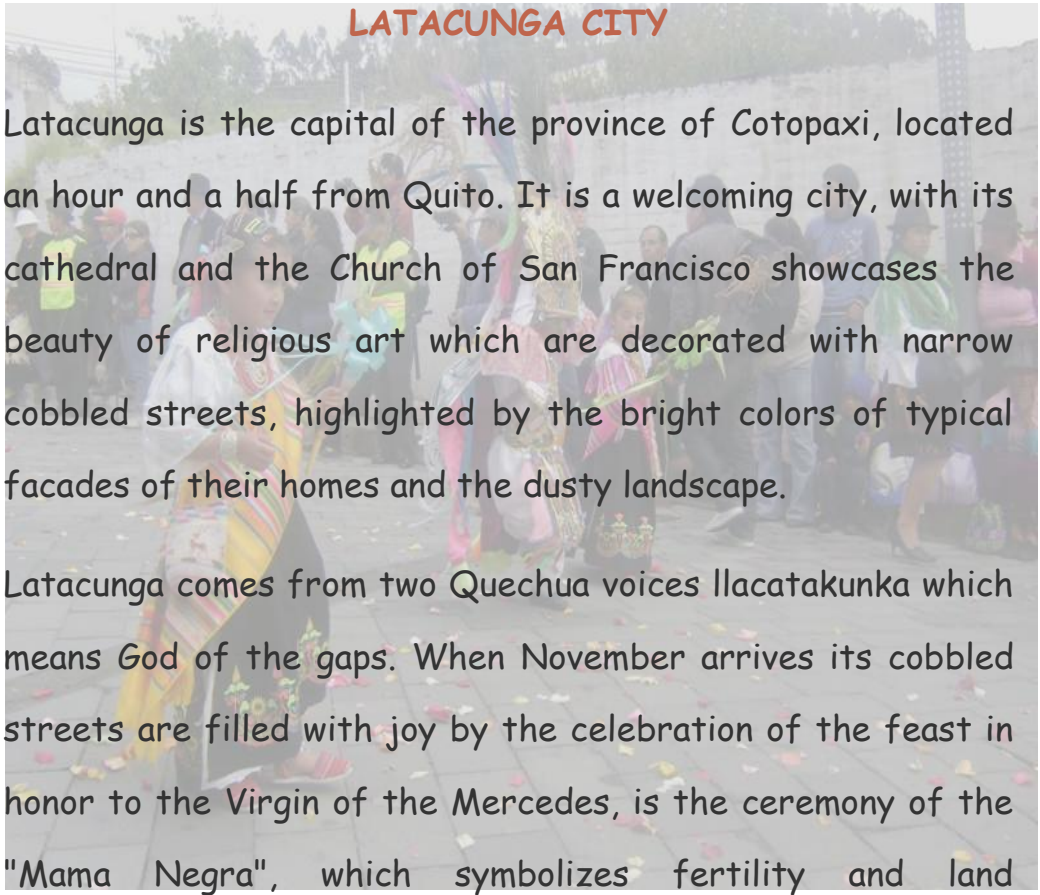 LATACUNGA CITY
Latacunga is the capital of the province of Cotopaxi, located
an hour and a half from Quito. It is a welcoming city, with its
cathedral and the Church of San Francisco showcases the
beauty of religious art which are decorated with narrow
cobbled streets, highlighted by the bright colors of typical
facades of their homes and the dusty landscape.
Latacunga comes from two Quechua voices llacatakunka which
means God of the gaps. When November arrives its cobbled
streets are filled with joy by the celebration of the feast in
honor to the Virgin of the Mercedes, is the ceremony of the
"Mama Negra", which symbolizes fertility and land